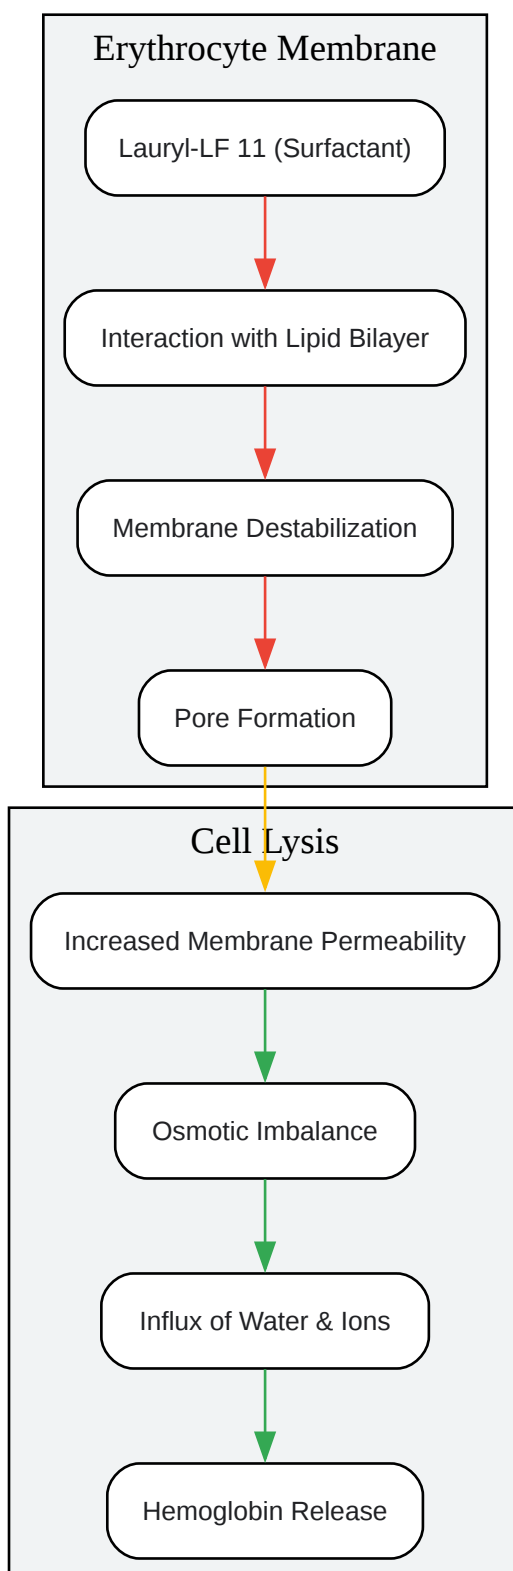 Erythrocyte Membrane
Lauryl-LF 11 (Surfactant)
Interaction with Lipid Bilayer
Membrane Destabilization
Pore Formation
Cell Lysis
Increased Membrane Permeability
Osmotic Imbalance
Influx of Water & Ions
Hemoglobin Release